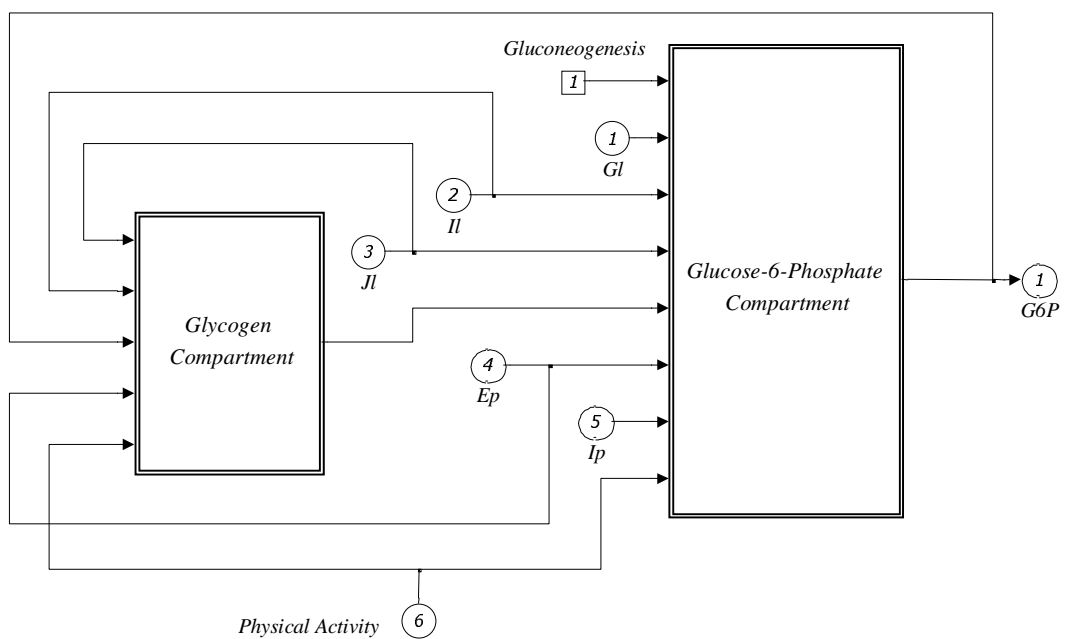 Gluconeogenesis
1
1
Gl
2
Il
3
Jl
Glucose-6-Phosphate
Compartment
1
G6P
Glycogen
Compartment
4
Ep
5
Ip
Physical Activity
6